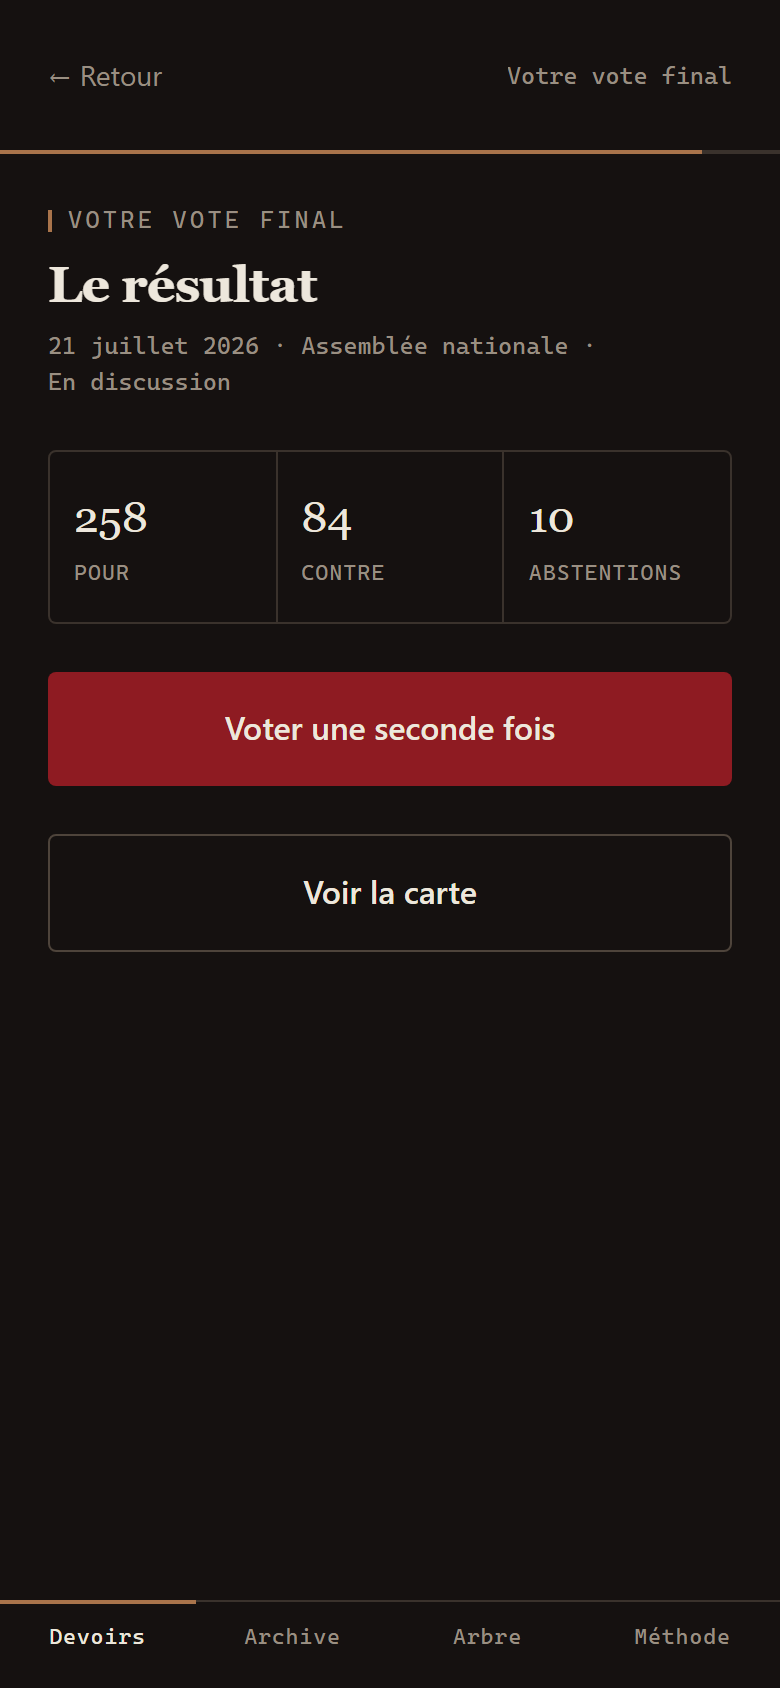 ← Retour
Votre vote final
VOTRE VOTE FINAL
Le résultat
21 juillet 2026 · Assemblée nationale ·
En discussion
258
84
10
POUR
CONTRE
ABSTENTIONS
Voter une seconde fois
Voir la carte
Devoirs
Archive
Arbre
Méthode